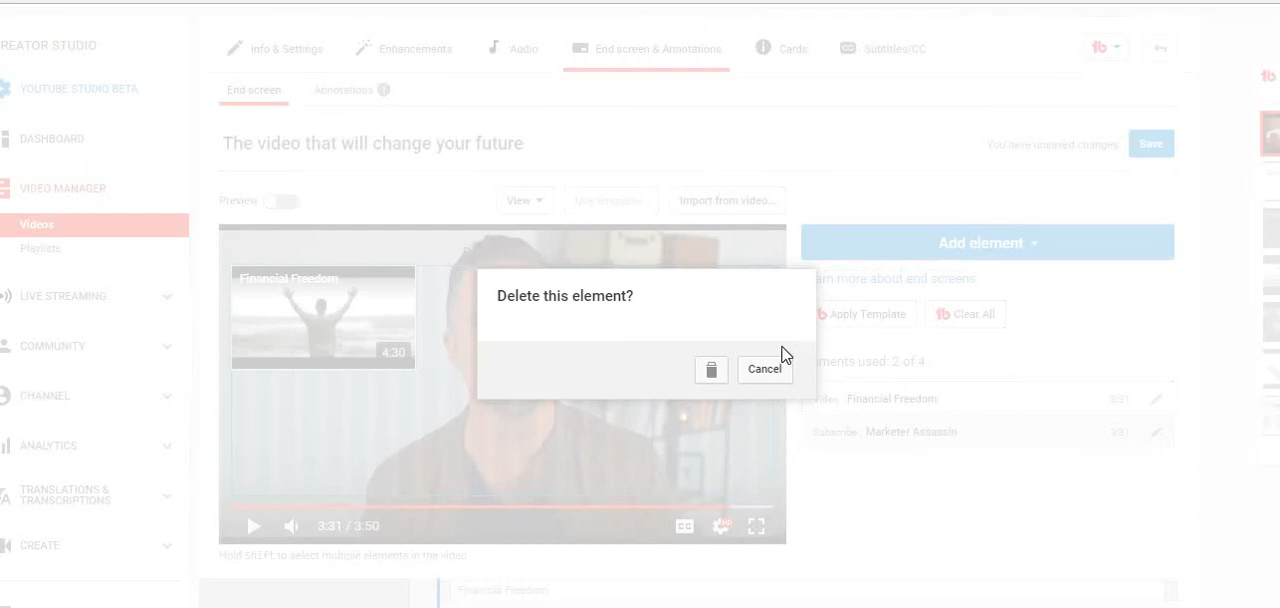 REATOR STUDIO
YOUTUBE STUDIO BETA
DASHBOARD
VIDEO MANAGER
Videos
Playlists
LIVE STREAMING
COMMUNITY
CHANNEL
ANALYTICS
TRANSLATIONS &
TRANSCRIPTIONS
CREATE
Info & Settings
Enhancements
Audio
End screen & Annotations
Cards
CC
Subtitles/CC
End screen
Annotations
The video that will change your future
You have unsaved changes
Save
Preview
View
Use template
Import from video...
Financial Freedom
4:30
3:31 / 3:50
CC
HD
Hold Shift to select multiple elements in the video
Delete this element?
Cancel
Add element
arn more about end screens
Apply Template
Clear All
ments used: 2 of 4
Video Financial Freedom 3:31
Subscribe Marketer Assassin 3:31
Financial Freedom